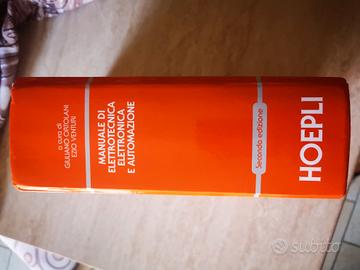 a cura di
GIULIANO ORTOLANI
EZIO VENTURI
MANUALE DI
ELETTROTECNICA
ELETTRONICA
E AUTOMAZIONE
Seconda edizione
HOEPLI
subito